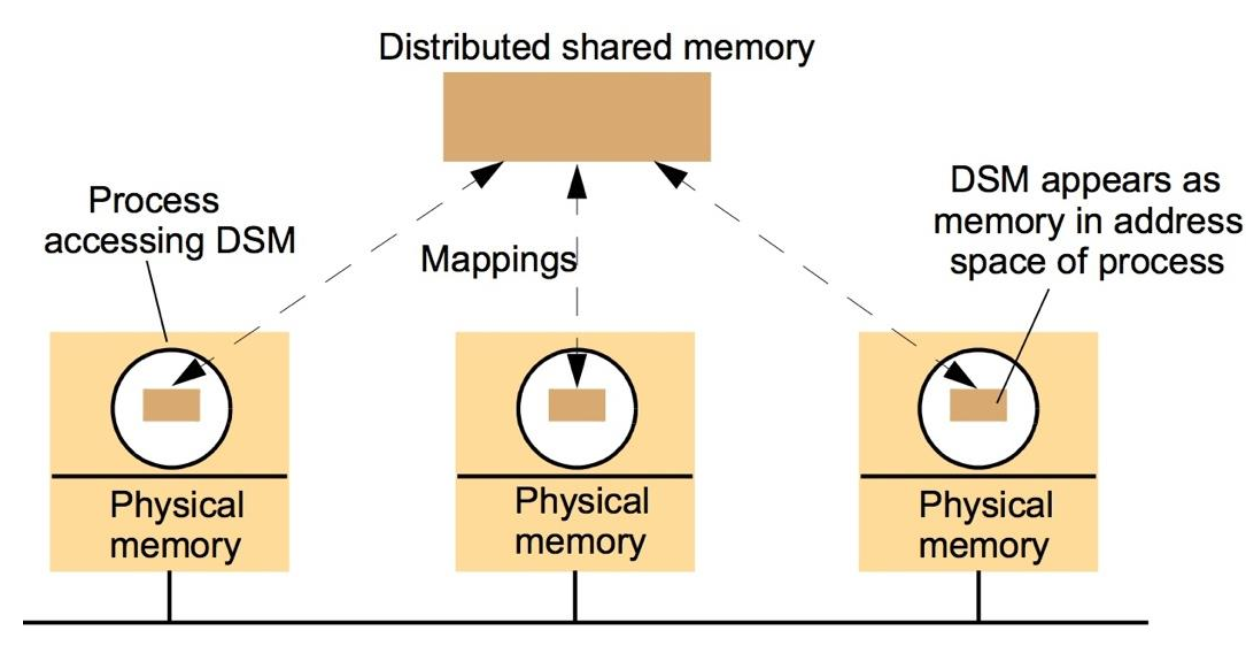 Distributed shared memory
Process
accessing DSM
Mappings
DSM appears as
memory in address
space of process
Physical
memory
Physical
memory
Physical
memory